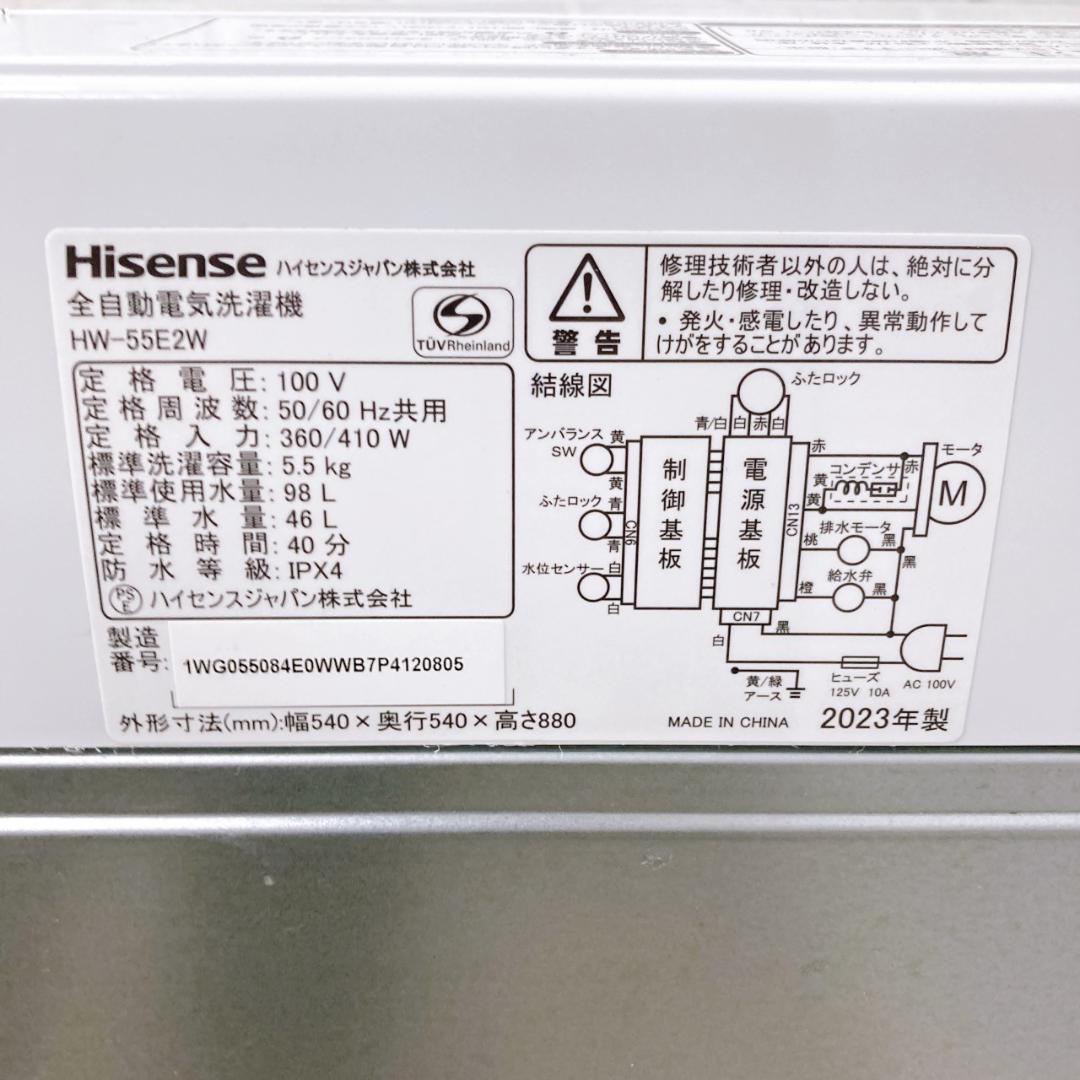 Hisense ハイセンスジャパン株式会社
全自動電気洗濯機
HW-55E2W
TÜVRheinland
定格電圧: 100 V
定格周波数: 50/60 Hz共用
定格入力: 360/410 W
標準洗濯容量: 5.5 kg
標準使用水量: 98 L
標準水量: 46 L
定格時間: 40 分
防水等級: IPX4
PSE ハイセンスジャパン株式会社
製造
番号: 1WG055084E0WWB7P4120805
外形寸法(mm):幅540×奥行540×高さ880
警告
修理技術者以外の人は、絶対に分
解したり修理・改造しない。
・発火・感電したり、異常動作して
けがをすることがあります。
結線図
ふたロック
青/白 白 赤 白
アンバランス
SW
黄
黄
ふたロック
青
青
水位センサー
白
白
CN6
制御基板
電源基板
CN13
CN7
赤
コンデンサ
赤
黄
黄
モータ
M
排水モータ
桃
黒
黒
給水弁
橙
黒
白
黒
黄/緑
アース
ヒューズ
125V 10A
AC 100V
MADE IN CHINA
2023年製